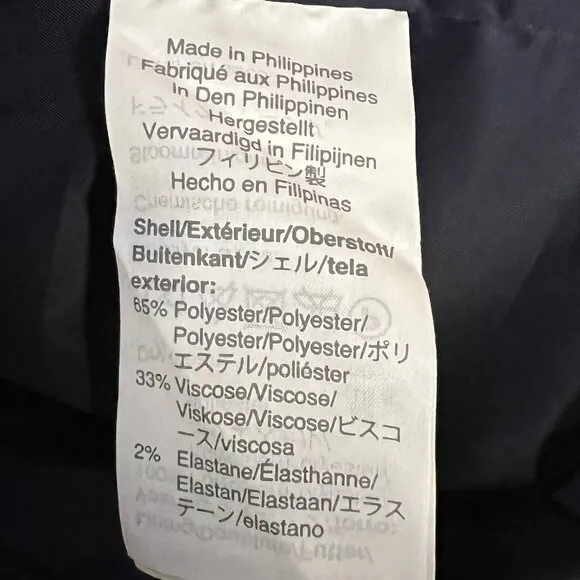 Made in Philippines
Fabriqué aux Philippines
In Den Philippinen
Hergestellt
Vervaardigd in Filipijnen
フィリピン製
Hecho en Filipinas
Shell/Extérieur/Oberstoff/
Buitenkant/シェル/tela
exterior:
65% Polyester/Polyester/
Polyester/Polyester/ポリ
エステル/poliéster
33% Viscose/Viscose/
Viskose/Viscose/ビスコ
ース/viscosa
2% Elastane/Élasthanne/
Elastan/Elastaan/エラス
テーン/elastano